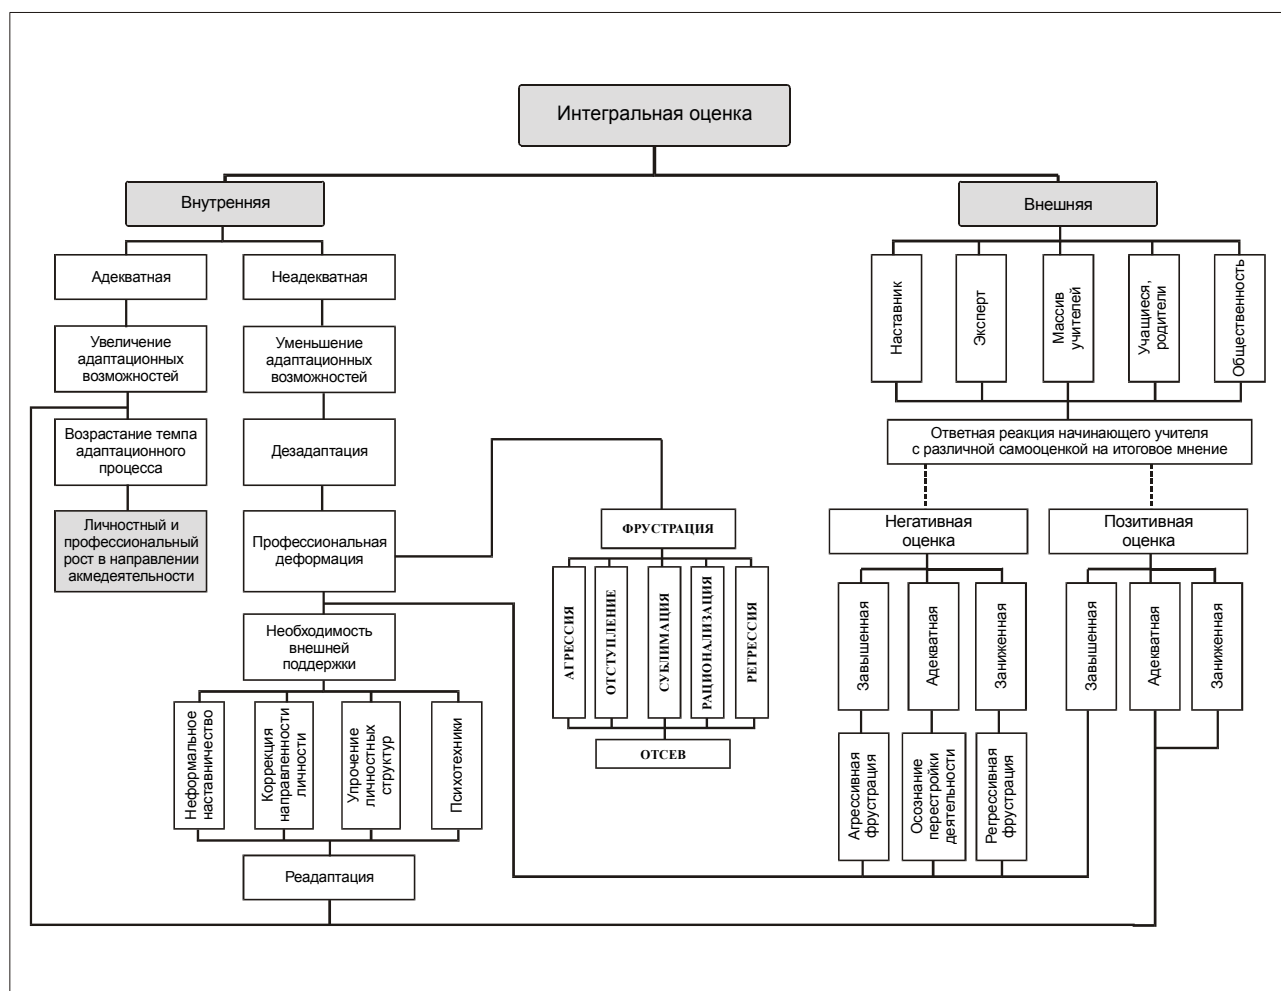 Интегральная оценка
Внутренняя
Внешняя
Адекватная
Неадекватная
Увеличение
адаптационных
возможностей
Уменьшение
адаптационных
возможностей
Возрастание темпа
адаптационного
процесса
Дезадаптация
Личностный и
профессиональный
рост в направлении
акмедеятельности
Профессиональная
деформация
Необходимость
внешней
поддержки
Неформальное
наставничество
Коррекция
направленности
личности
Упрочение
личностных
структур
Психотехники
Реадаптация
ФРУСТРАЦИЯ
АГРЕССИЯ
ОТСТУПЛЕНИЕ
СУБЛИМАЦИЯ
РАЦИОНАЛИЗАЦИЯ
РЕГРЕССИЯ
ОТСЕВ
Наставник
Эксперт
Массив
учителей
Учащиеся,
родители
Общественность
Ответная реакция начинающего учителя
с различной самооценкой на итоговое мнение
Негативная
оценка
Позитивная
оценка
Завышенная
Адекватная
Заниженная
Завышенная
Адекватная
Заниженная
Агрессивная
фрустрация
Осознание
перестройки
деятельности
Регрессивная
фрустрация